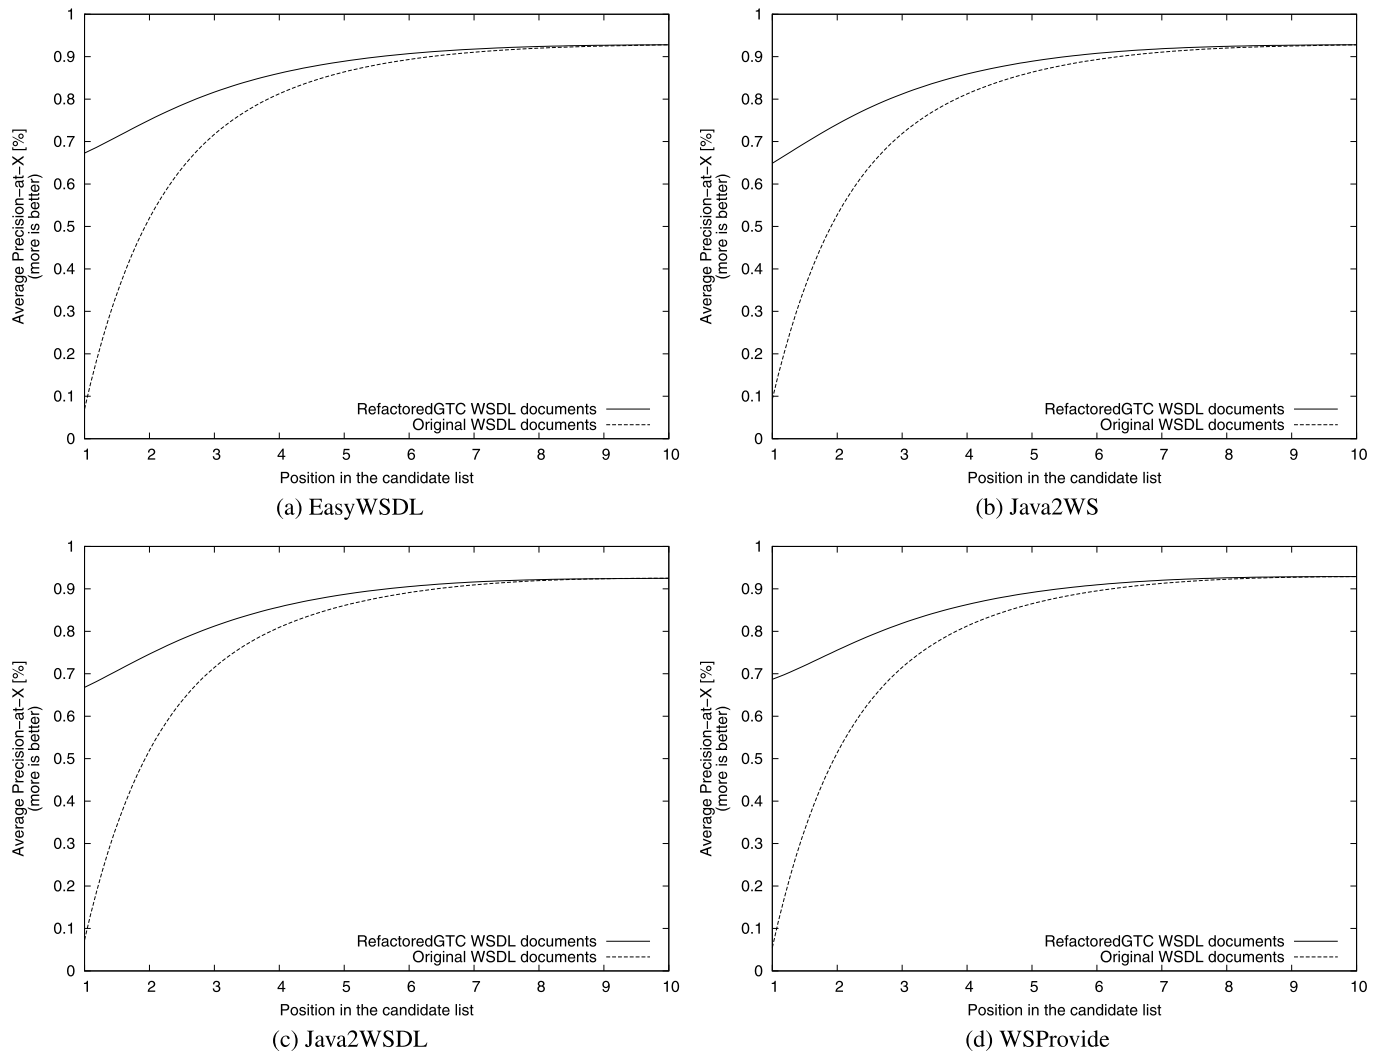 1
0.9
0.8
0.7
0.6
0.5
0.4
0.3
0.2
0.1
0
Average Precision−at−X [%]
(more is better)
RefactoredGTC WSDL documents
Original WSDL documents
1 2 3 4 5 6 7 8 9 10
Position in the candidate list
(a) EasyWSDL
1
0.9
0.8
0.7
0.6
0.5
0.4
0.3
0.2
0.1
0
Average Precision−at−X [%]
(more is better)
RefactoredGTC WSDL documents
Original WSDL documents
1 2 3 4 5 6 7 8 9 10
Position in the candidate list
(b) Java2WS
1
0.9
0.8
0.7
0.6
0.5
0.4
0.3
0.2
0.1
0
Average Precision−at−X [%]
(more is better)
RefactoredGTC WSDL documents
Original WSDL documents
1 2 3 4 5 6 7 8 9 10
Position in the candidate list
(c) Java2WSDL
1
0.9
0.8
0.7
0.6
0.5
0.4
0.3
0.2
0.1
0
Average Precision−at−X [%]
(more is better)
RefactoredGTC WSDL documents
Original WSDL documents
1 2 3 4 5 6 7 8 9 10
Position in the candidate list
(d) WSProvide